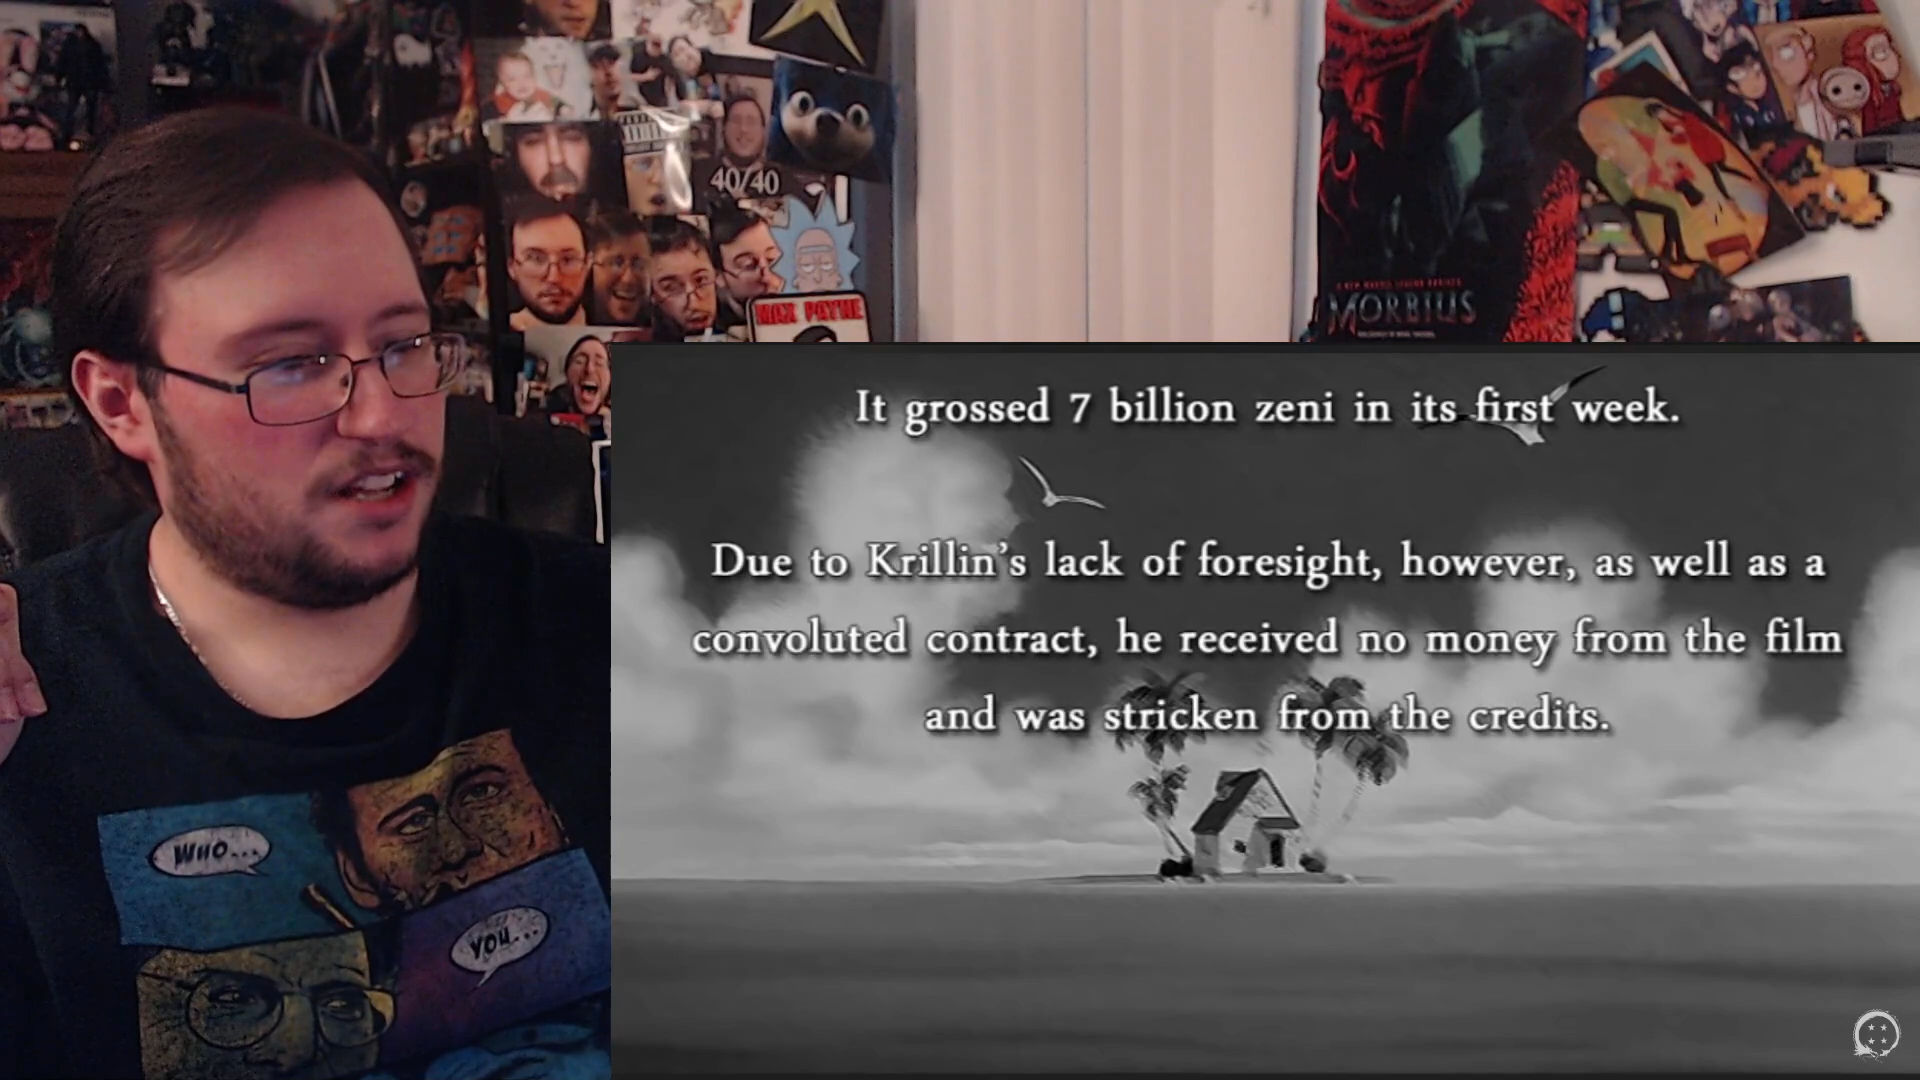 40/40
MAX PAYNE
MORBIUS
It grossed 7 billion zeni in its first week.
Due to Krillin's lack of foresight, however, as well as a
convoluted contract, he received no money from the film
and was stricken from the credits.
WHO...
YOU...